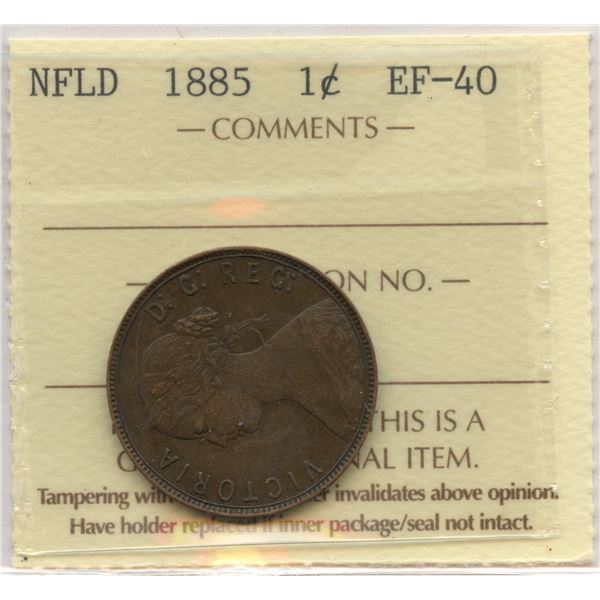 NFLD 1885 1¢ EF-40
— COMMENTS —
ON NO. —
D: G: REG:
VICTORIA
THIS IS A
NAL ITEM.
Tampering with invalidates above opinion.
Have holder replaced if inner package/seal not intact.